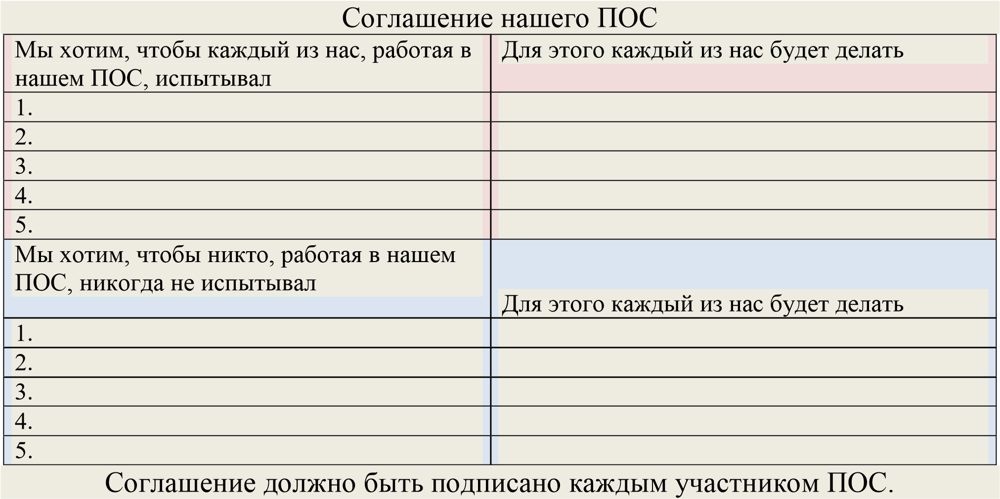 Соглашение нашего ПОС
Мы хотим, чтобы каждый из нас, работая в
нашем ПОС, испытывал
Для этого каждый из нас будет делать
1.
2.
3.
4.
5.
Мы хотим, чтобы никто, работая в нашем
ПОС, никогда не испытывал
Для этого каждый из нас будет делать
1.
2.
3.
4.
5.
Соглашение должно быть подписано каждым участником ПОС.